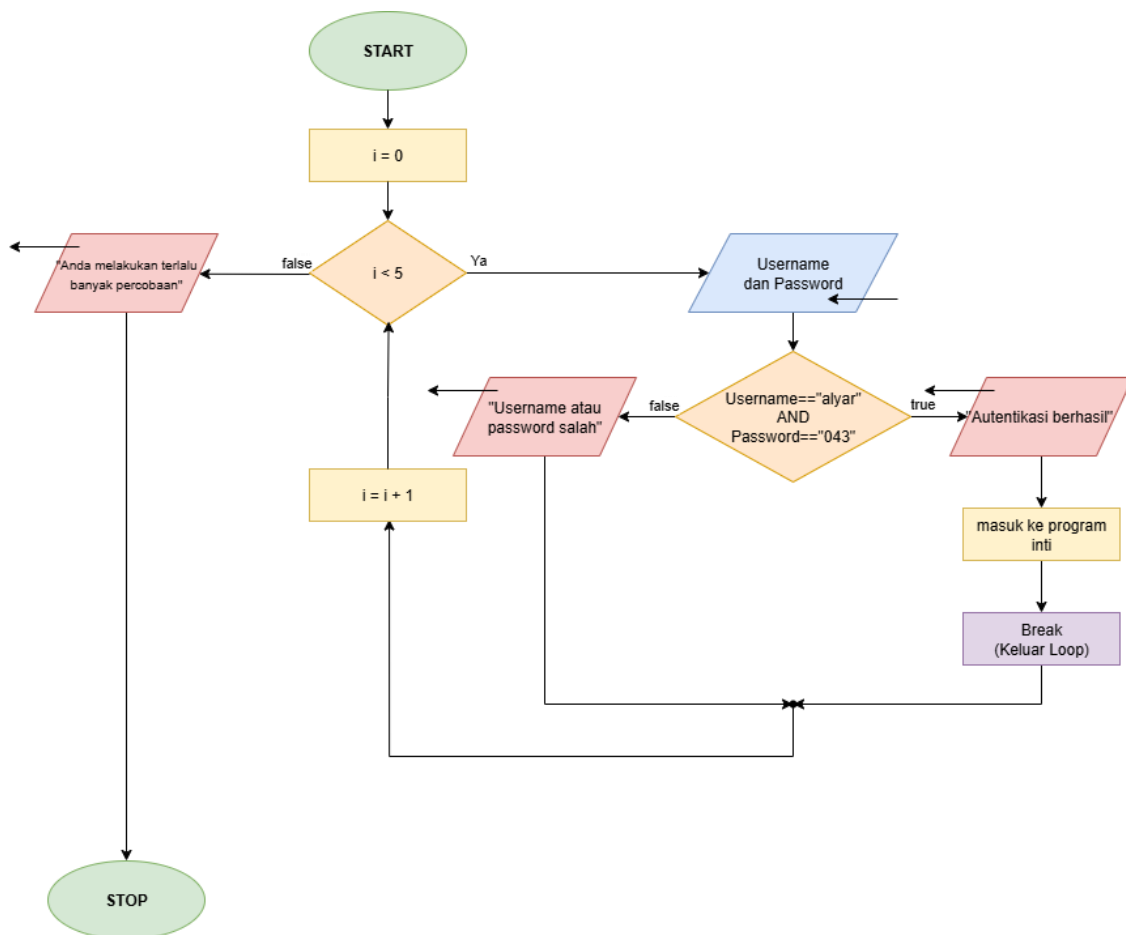 START
i = 0
i < 5
false
Ya
"Anda melakukan terlalu
banyak percobaan"
Username
dan Password
Username=="alyar"
AND
Password=="043"
false
true
"Username atau
password salah"
"Autentikasi berhasil"
i = i + 1
masuk ke program
inti
Break
(Keluar Loop)
STOP